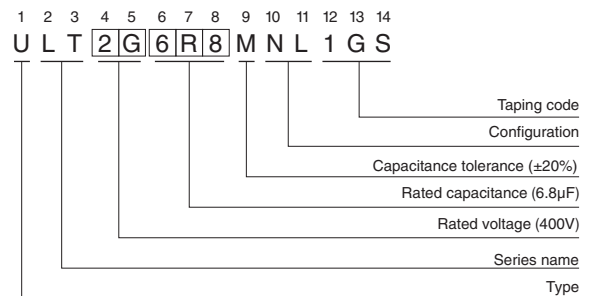 1 2 3 4 5 6 7 8 9 10 11 12 13 14
U L T 2 G 6 R 8 M N L 1 G S
Taping code
Configuration
Capacitance tolerance (±20%)
Rated capacitance (6.8µF)
Rated voltage (400V)
Series name
Type